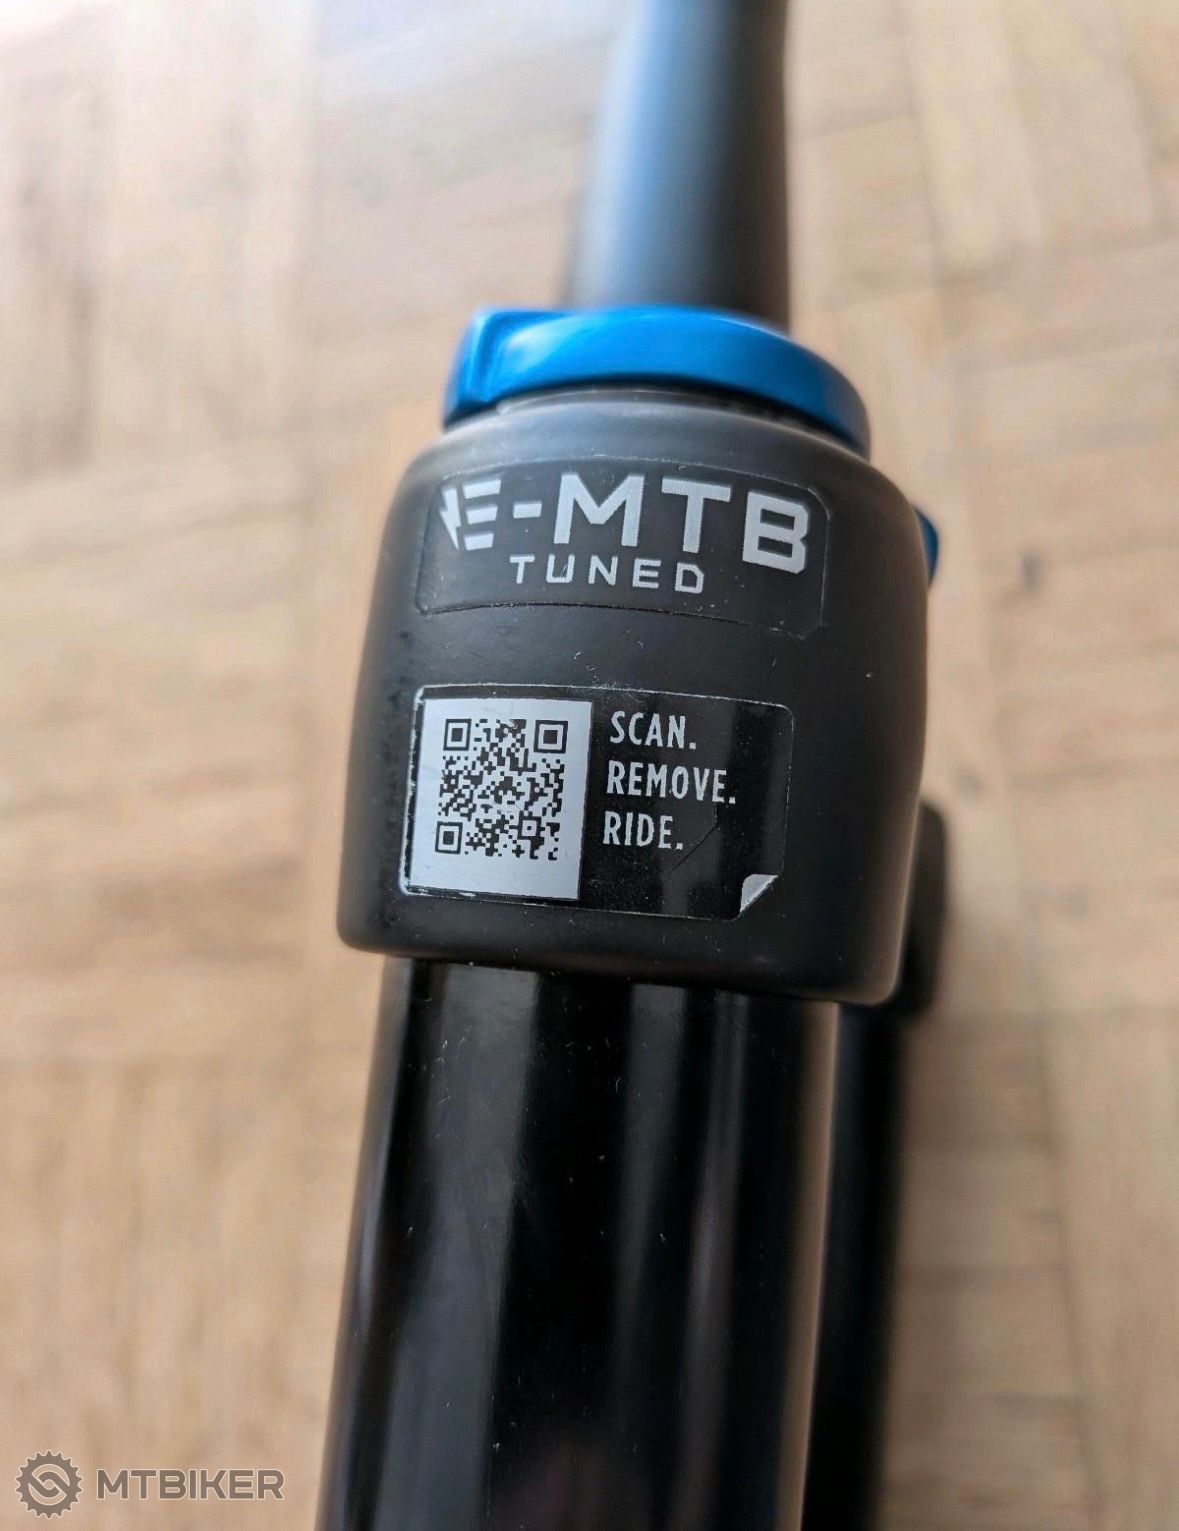 E-MTB
TUNED
SCAN.
REMOVE.
RIDE.
MTBIKER